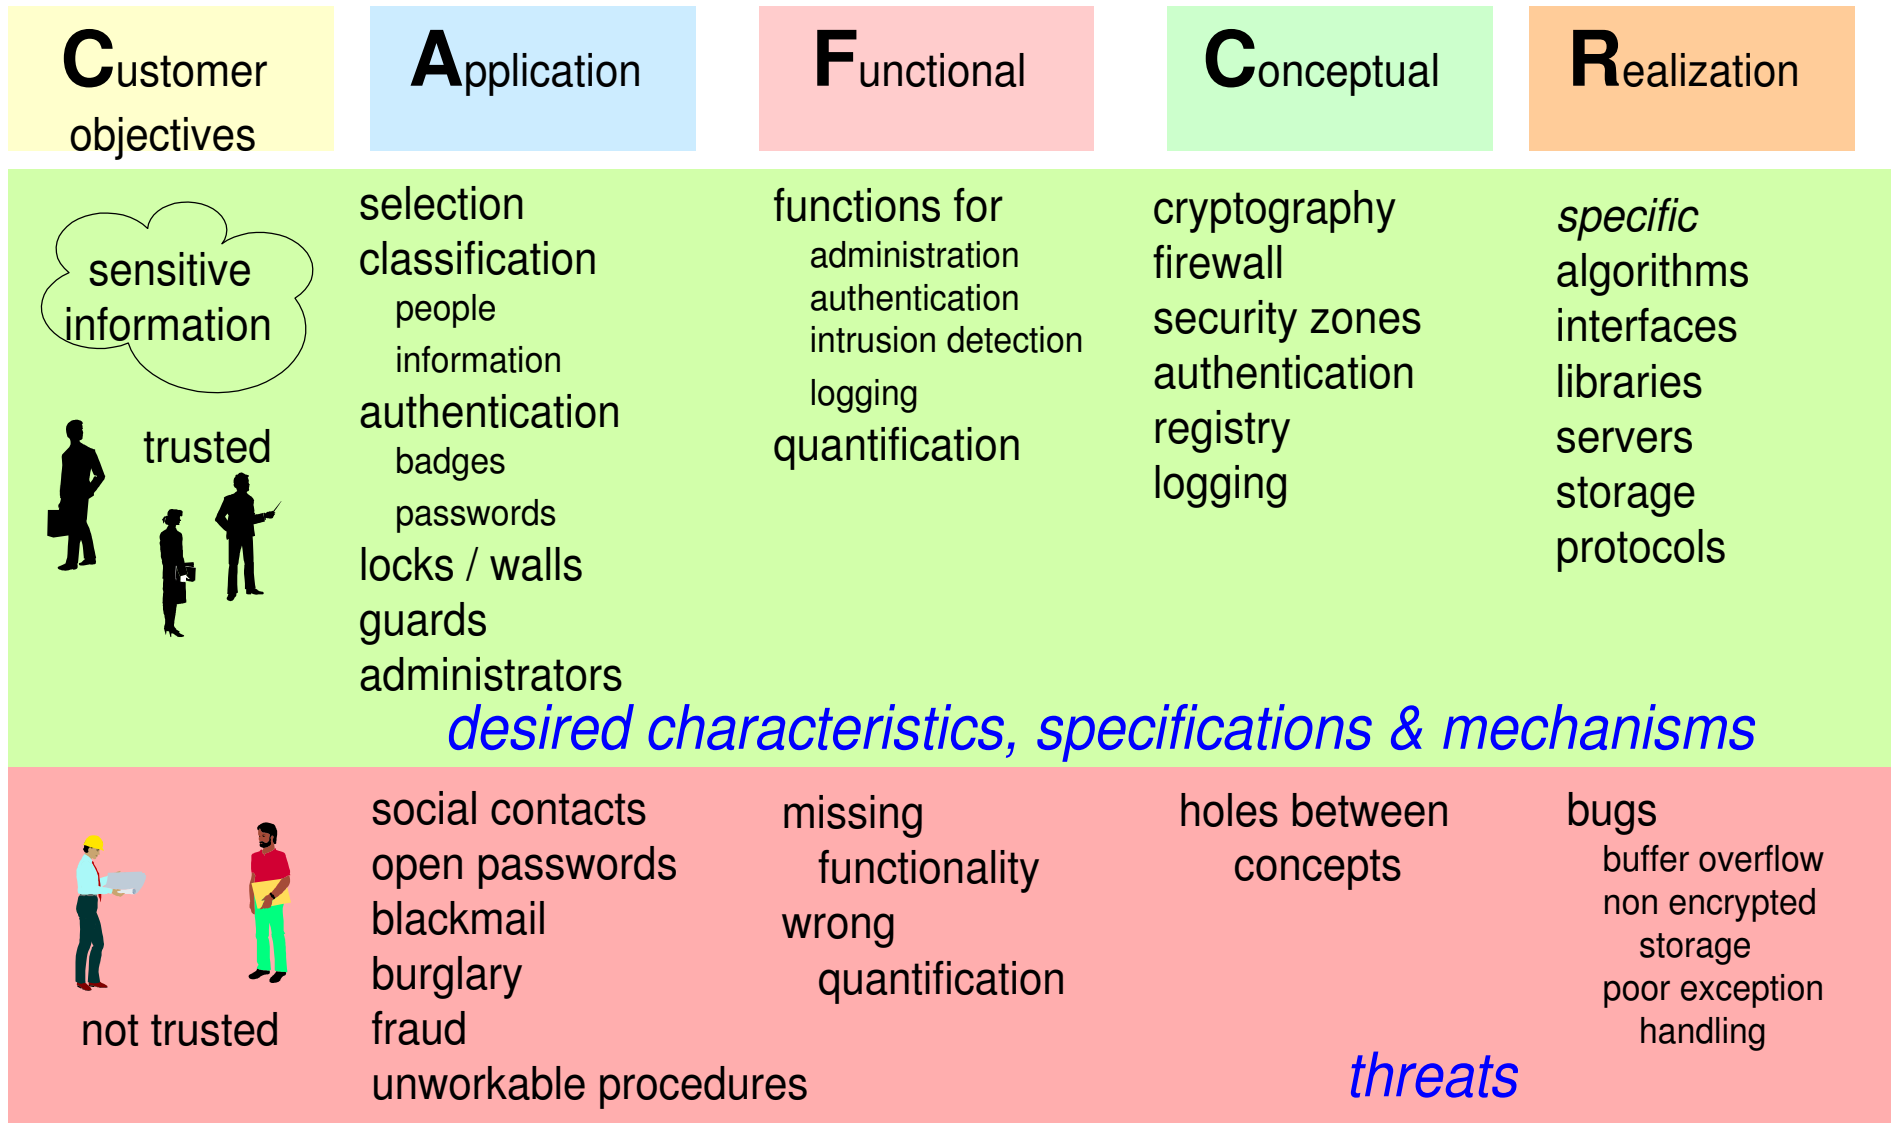 Customer
objectives
Application
Functional
Conceptual
Realization
sensitive
information
trusted
selection
classification
people
information
authentication
badges
passwords
locks / walls
guards
administrators
functions for
administration
authentication
intrusion detection
logging
quantification
cryptography
firewall
security zones
authentication
registry
logging
specific
algorithms
interfaces
libraries
servers
storage
protocols
desired characteristics, specifications & mechanisms
not trusted
social contacts
open passwords
blackmail
burglary
fraud
unworkable procedures
missing
functionality
wrong
quantification
holes between
concepts
bugs
buffer overflow
non encrypted
storage
poor exception
handling
threats